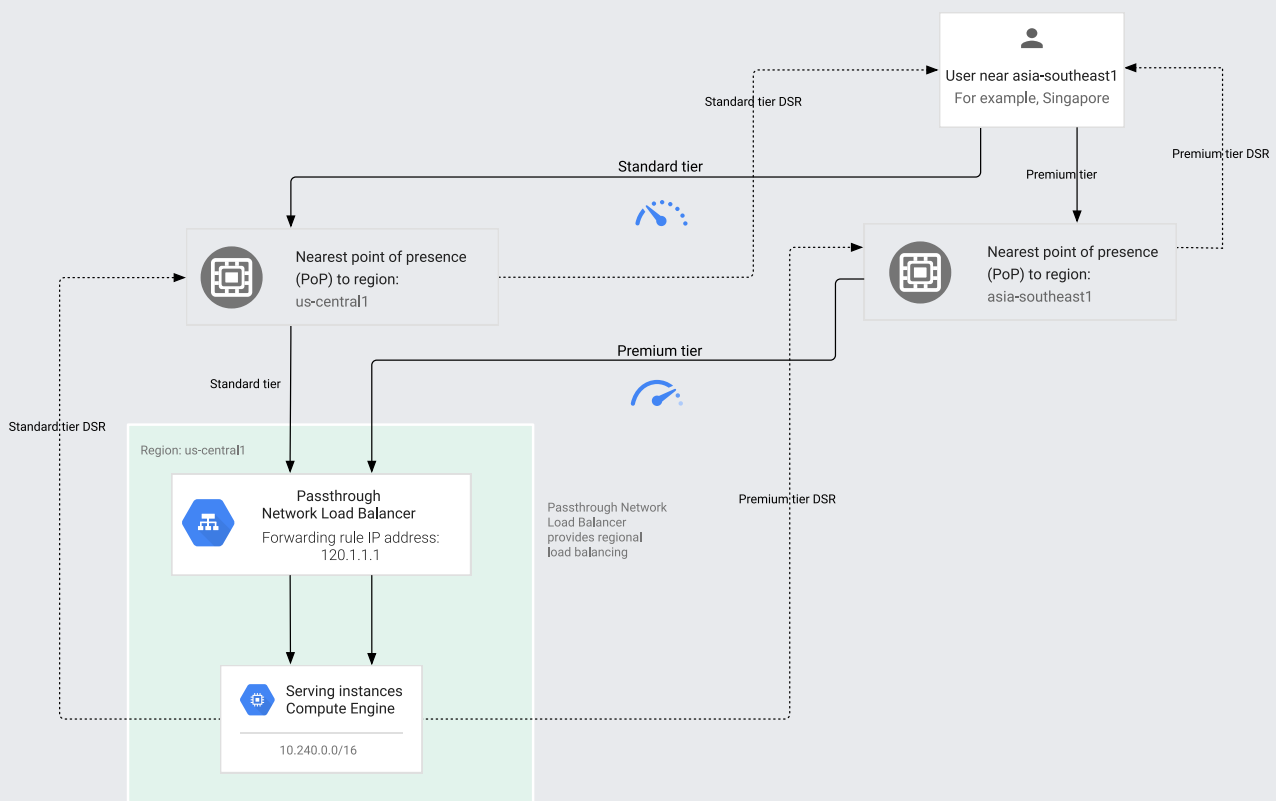 User near asia-southeast1
For example, Singapore
Standard tier DSR
Premium tier DSR
Standard tier
Premium tier
Nearest point of presence
(PoP) to region:
us-central1
Nearest point of presence
(PoP) to region:
asia-southeast1
Premium tier
Standard tier
Standard tier DSR
Region: us-central1
Passthrough
Network Load Balancer
Forwarding rule IP address:
120.1.1.1
Passthrough Network
Load Balancer
provides regional
load balancing
Premium tier DSR
Serving instances
Compute Engine
10.240.0.0/16